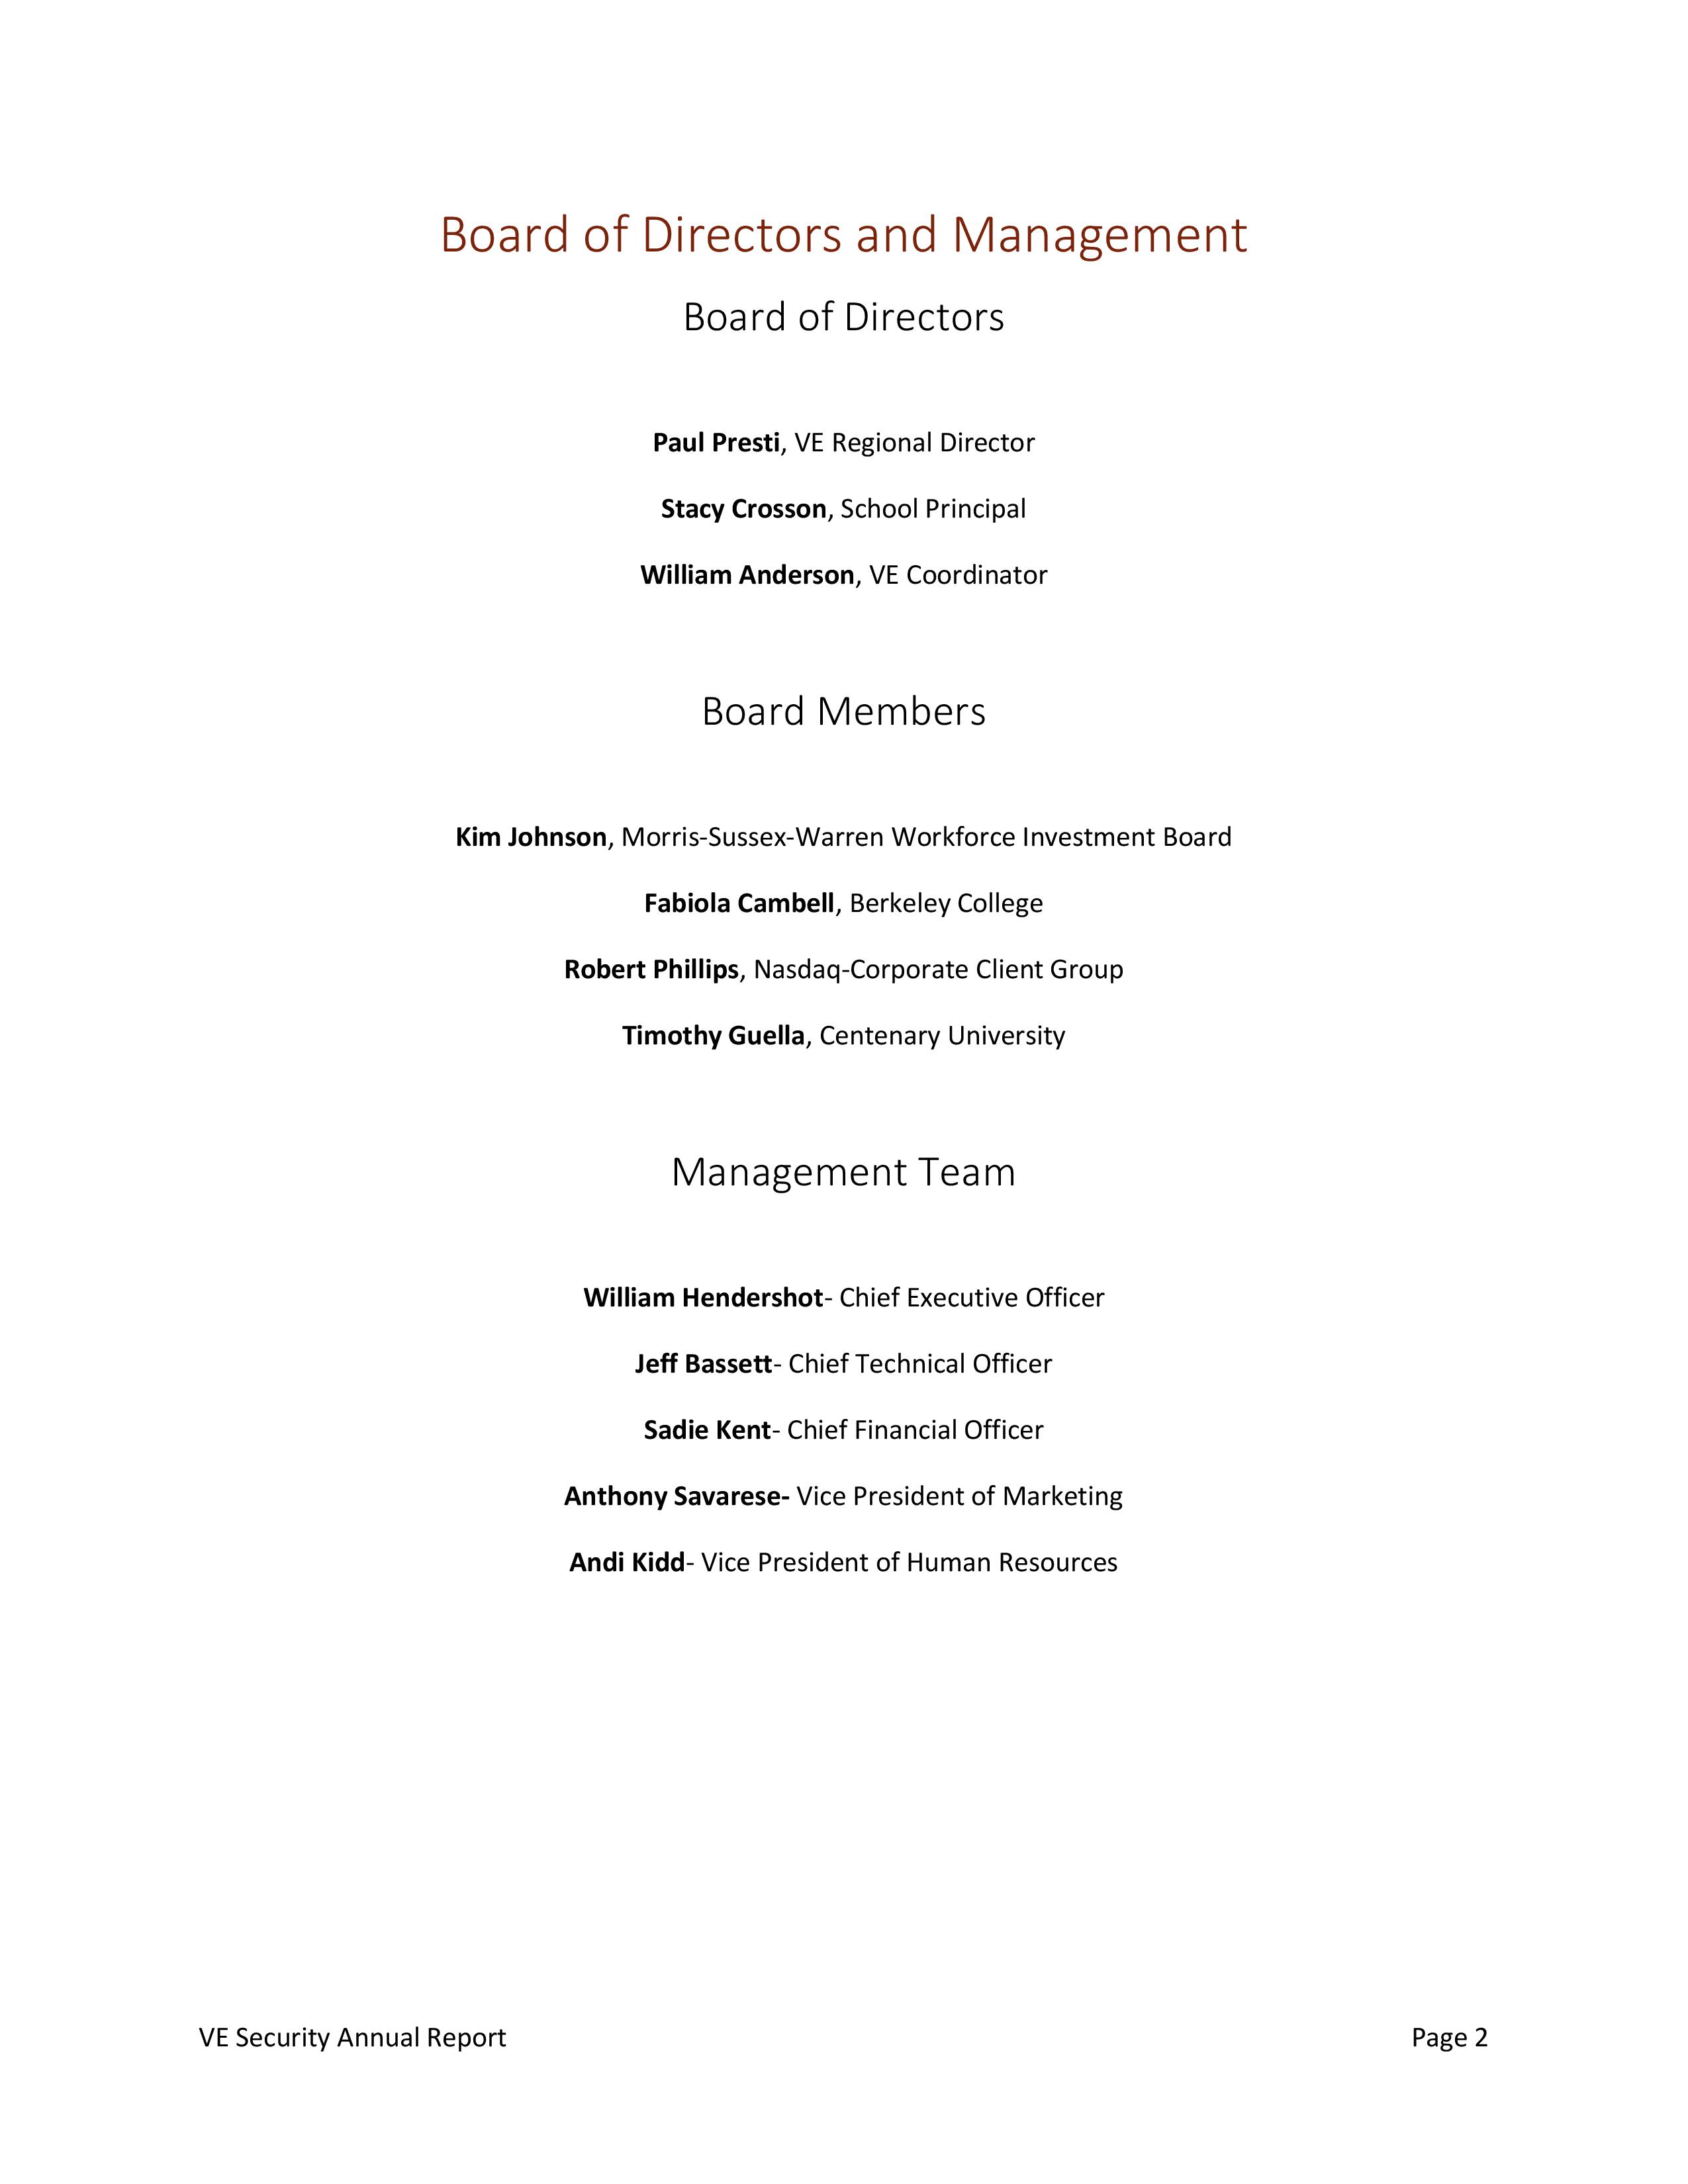 Board of Directors and Management
Board of Directors
Paul Presti, VE Regional Director
Stacy Crosson, School Principal
William Anderson, VE Coordinator
Board Members
Kim Johnson, Morris-Sussex-Warren Workforce Investment Board
Fabiola Cambell, Berkeley College
Robert Phillips, Nasdaq-Corporate Client Group
Timothy Guella, Centenary University
Management Team
William Hendershot- Chief Executive Officer
Jeff Bassett- Chief Technical Officer
Sadie Kent- Chief Financial Officer
Anthony Savarese- Vice President of Marketing
Andi Kidd- Vice President of Human Resources
VE Security Annual Report Page 2